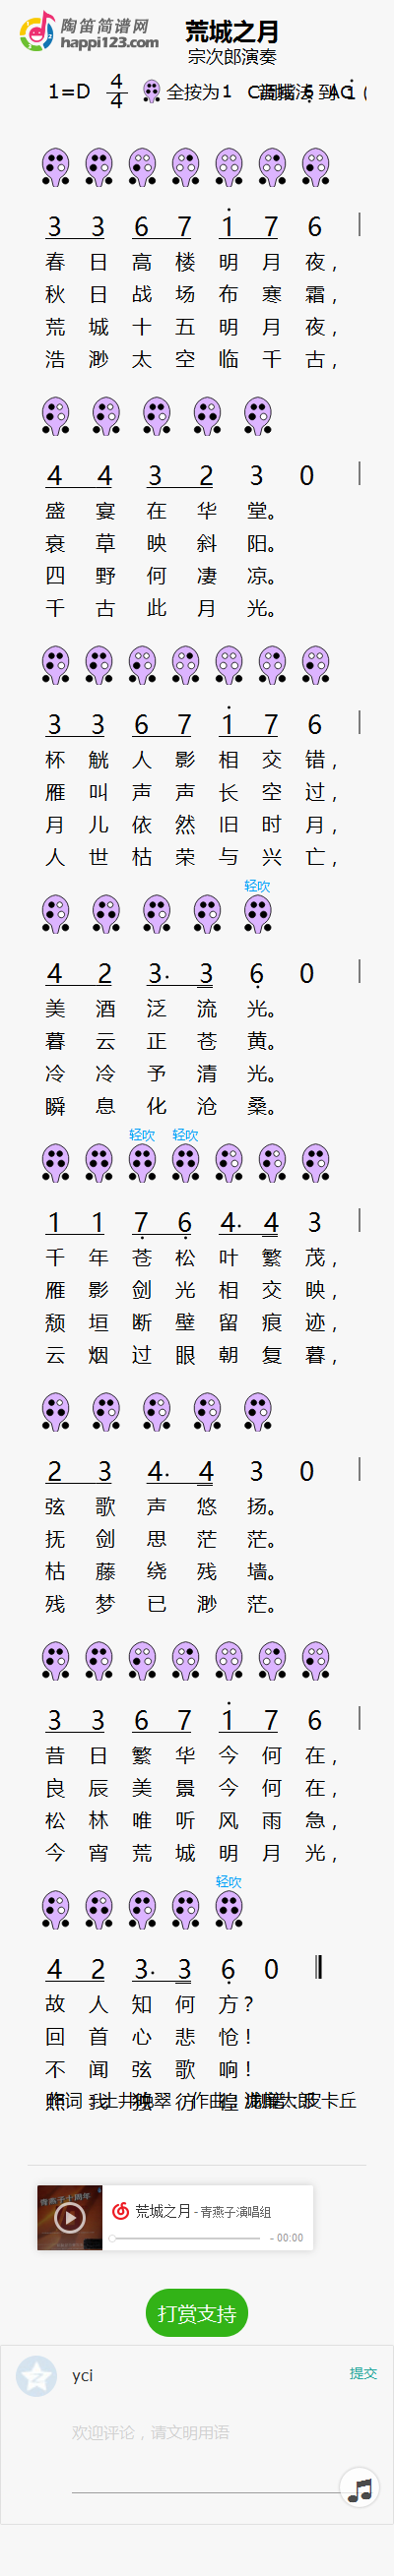 陶笛简谱网
happi123.com
荒城之月
宗次郎演奏
1=D 4/4 全按为 1
3 3 6 7 1 7 6
春 日 高 楼 明 月 夜，
秋 日 战 场 布 寒 霜，
荒 城 十 五 明 月 夜，
浩 渺 太 空 临 千 古，
4 4 3 2 3 0
盛 宴 在 华 堂。
衰 草 映 斜 阳。
四 野 何 凄 凉。
千 古 此 月 光。
3 3 6 7 1 7 6
杯 觥 人 影 相 交 错，
雁 叫 声 声 长 空 过，
月 儿 依 然 旧 时 月，
人 世 枯 荣 与 兴 亡，
轻吹
4 2 3· 3 6 0
美 酒 泛 流 光。
暮 云 正 苍 黄。
冷 冷 予 清 光。
瞬 息 化 沧 桑。
轻吹 轻吹
1 1 7 6 4· 4 3
千 年 苍 松 叶 繁 茂，
雁 影 剑 光 相 交 映，
颓 垣 断 壁 留 痕 迹，
云 烟 过 眼 朝 复 暮，
2 3 4· 4 3 0
弦 歌 声 悠 扬。
抚 剑 思 茫 茫。
枯 藤 绕 残 墙。
残 梦 已 渺 茫。
3 3 6 7 1 7 6
昔 日 繁 华 今 何 在，
良 辰 美 景 今 何 在，
松 林 唯 听 风 雨 急，
今 宵 荒 城 明 月 光，
轻吹
4 2 3· 3 6 0
故 人 知 何 方？
回 首 心 悲 怆！
不 闻 弦 歌 响！
照 我 独 彷 徨！
荒城之月 - 青燕子演唱组
- 00:00
打赏支持
yci
提交
欢迎评论，请文明用语